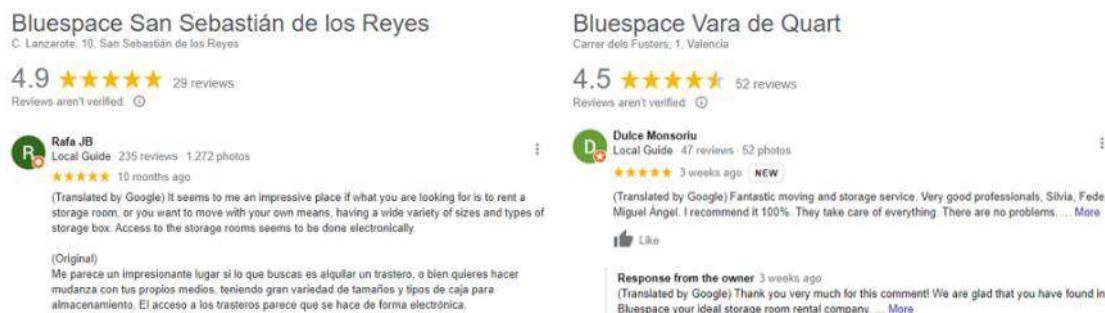 Bluespace San Sebastián de los Reyes
C. Lanzarote, 10, San Sebastián de los Reyes
4.9 29 reviews
Reviews aren't verified
R
Rafa JB
Local Guide · 235 reviews · 1,272 photos
10 months ago
(Translated by Google) It seems to me an impressive place if what you are looking for is to rent a
storage room, or you want to move with your own means, having a wide variety of sizes and types of
storage box. Access to the storage rooms seems to be done electronically.
(Original)
Me parece un impresionante lugar si lo que buscas es alquilar un trastero, o bien quieres hacer
mudanza con tus propios medios, teniendo gran variedad de tamaños y tipos de caja para
almacenamiento. El acceso a los trasteros parece que se hace de forma electrónica.
Bluespace Vara de Quart
Carrer dels Fusters, 1, Valencia
4.5 52 reviews
Reviews aren't verified
D
Dulce Monsoriu
Local Guide · 47 reviews · 52 photos
3 weeks ago NEW
(Translated by Google) Fantastic moving and storage service. Very good professionals, Silvia, Fede
Miguel Ángel. I recommend it 100%. They take care of everything. There are no problems. ... More
Like
Response from the owner 3 weeks ago
(Translated by Google) Thank you very much for this comment! We are glad that you have found in
Bluespace your ideal storage room rental company. ... More